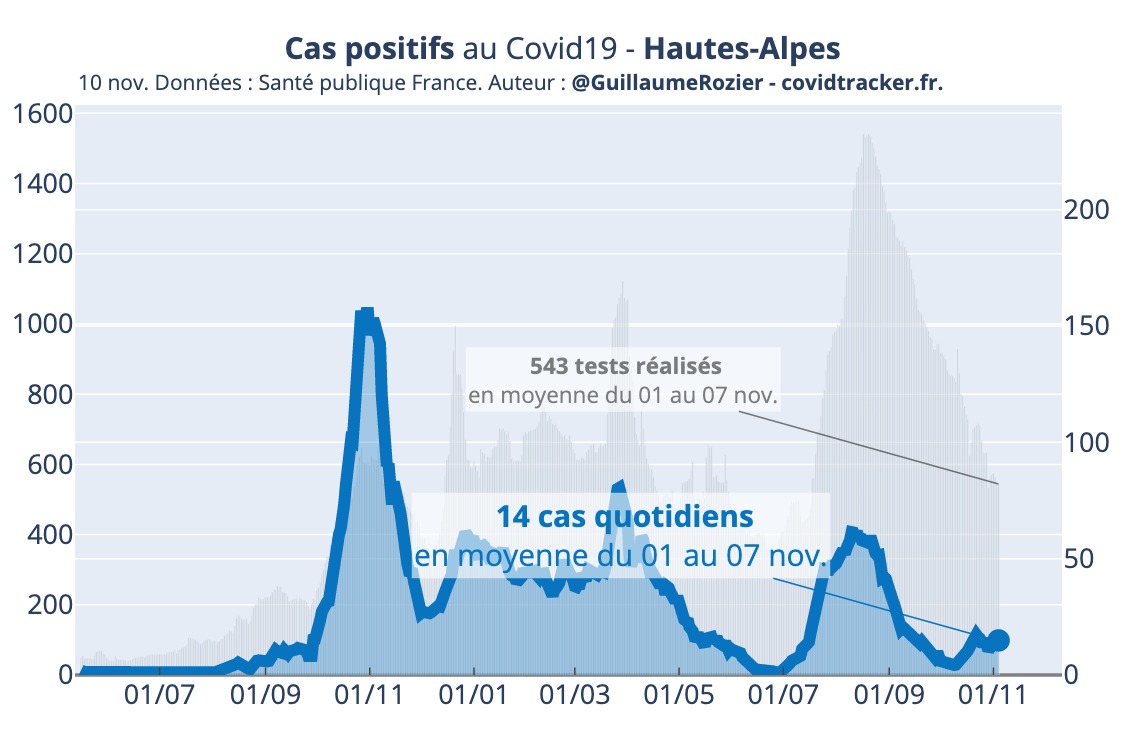 Cas positifs au Covid19 - Hautes-Alpes
10 nov. Données : Santé publique France. Auteur : @GuillaumeRozier - covidtracker.fr.
1600
1400
1200
1000
800
600
400
200
0
200
150
100
50
0
543 tests réalisés
en moyenne du 01 au 07 nov.
14 cas quotidiens
en moyenne du 01 au 07 nov.
01/07 01/09 01/11 01/01 01/03 01/05 01/07 01/09 01/11